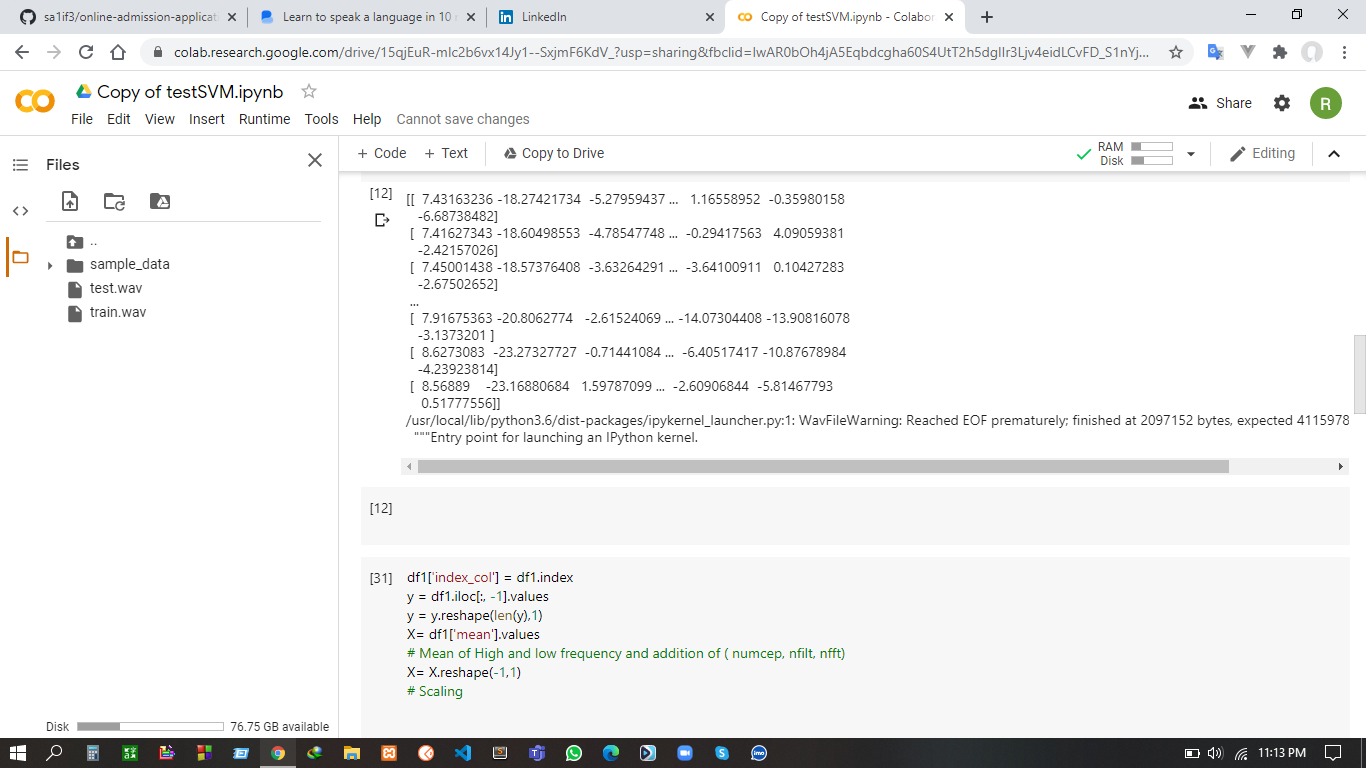 sa1if3/online-admission-applicat
Learn to speak a language in 10 m
LinkedIn
Copy of testSVM.ipynb - Colabor
colab.research.google.com/drive/15qjEuR-mIc2b6vx14Jy1--SxjmF6KdV_?usp=sharing&fbclid=IwAR0bOh4jA5Eqbdcgha60S4UtT2h5dgIIr3Ljv4eidLCvFD_S1nYj...
Copy of testSVM.ipynb
File Edit View Insert Runtime Tools Help Cannot save changes
Share
R
Files
+ Code + Text Copy to Drive
RAM
Disk
Editing
..
sample_data
test.wav
train.wav
Disk 76.75 GB available
[12]
[[ 7.43163236 -18.27421734 -5.27959437 ... 1.16558952 -0.35980158
-6.68738482]
[ 7.41627343 -18.60498553 -4.78547748 ... -0.29417563 4.09059381
-2.42157026]
[ 7.45001438 -18.57376408 -3.63264291 ... -3.64100911 0.10427283
-2.67502652]
...
[ 7.91675363 -20.8062774 -2.61524069 ... -14.07304408 -13.90816078
-3.1373201 ]
[ 8.6273083 -23.27327727 -0.71441084 ... -6.40517417 -10.87678984
-4.23923814]
[ 8.56889 -23.16880684 1.59787099 ... -2.60906844 -5.81467793
0.51777556]]
/usr/local/lib/python3.6/dist-packages/ipykernel_launcher.py:1: WavFileWarning: Reached EOF prematurely; finished at 2097152 bytes, expected 4115978
"""Entry point for launching an IPython kernel.
[12]
[31]
df1['index_col'] = df1.index
y = df1.iloc[:, -1].values
y = y.reshape(len(y),1)
X= df1['mean'].values
# Mean of High and low frequency and addition of ( numcep, nfilt, nfft)
X= X.reshape(-1,1)
# Scaling
11:13 PM